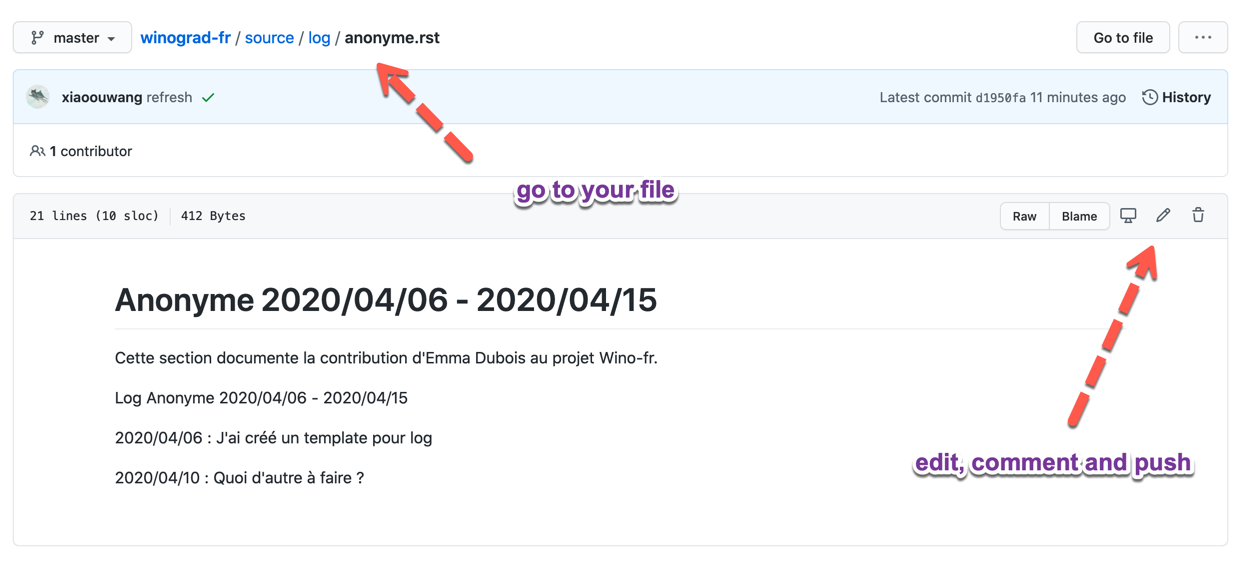 master winograd-fr / source / log / anonyme.rst Go to file ...
xiaoouwang refresh Latest commit d1950fa 11 minutes ago History
1 contributor
go to your file
21 lines (10 sloc) 412 Bytes Raw Blame
Anonyme 2020/04/06 - 2020/04/15
Cette section documente la contribution d'Emma Dubois au projet Wino-fr.
Log Anonyme 2020/04/06 - 2020/04/15
2020/04/06 : J'ai créé un template pour log
edit, comment and push
2020/04/10 : Quoi d'autre à faire ?